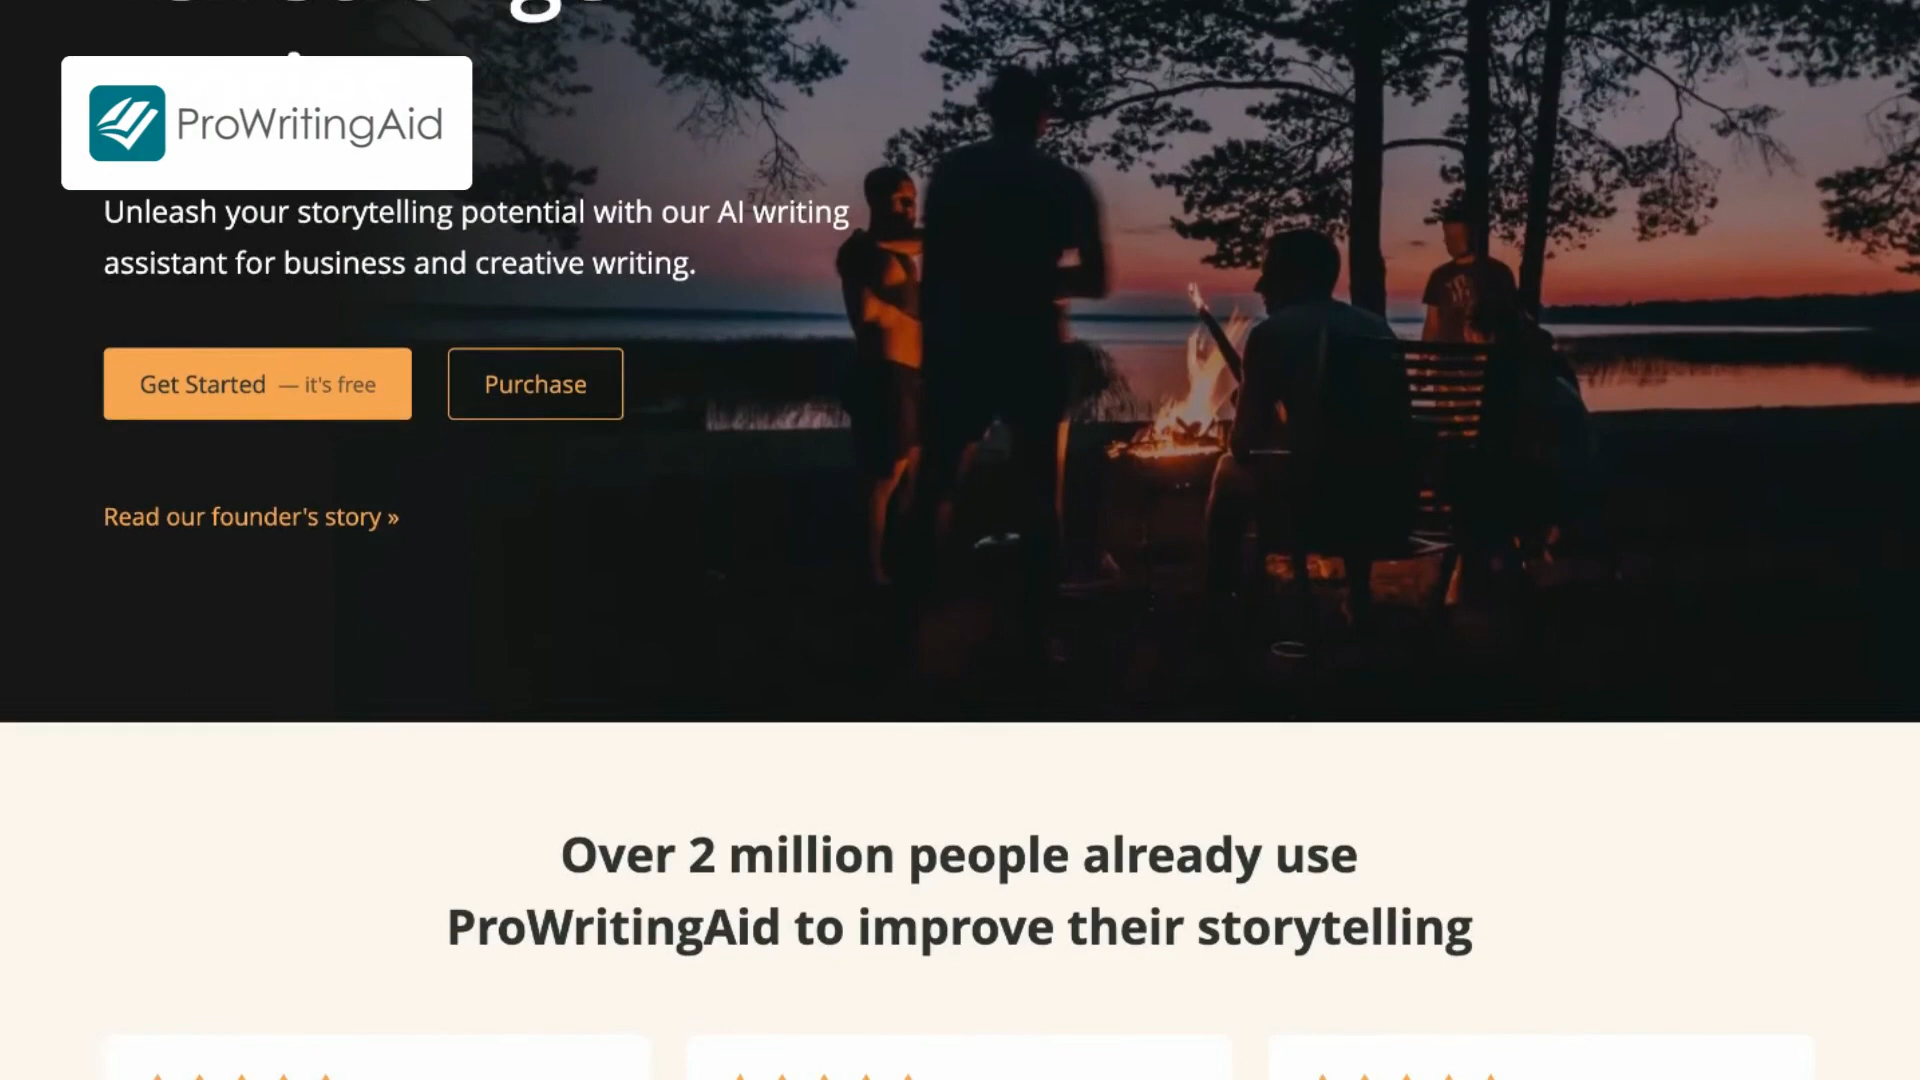 ProWritingAid
Unleash your storytelling potential with our AI writing
assistant for business and creative writing.
Get Started — it's free
Purchase
Read our founder's story »
Over 2 million people already use
ProWritingAid to improve their storytelling